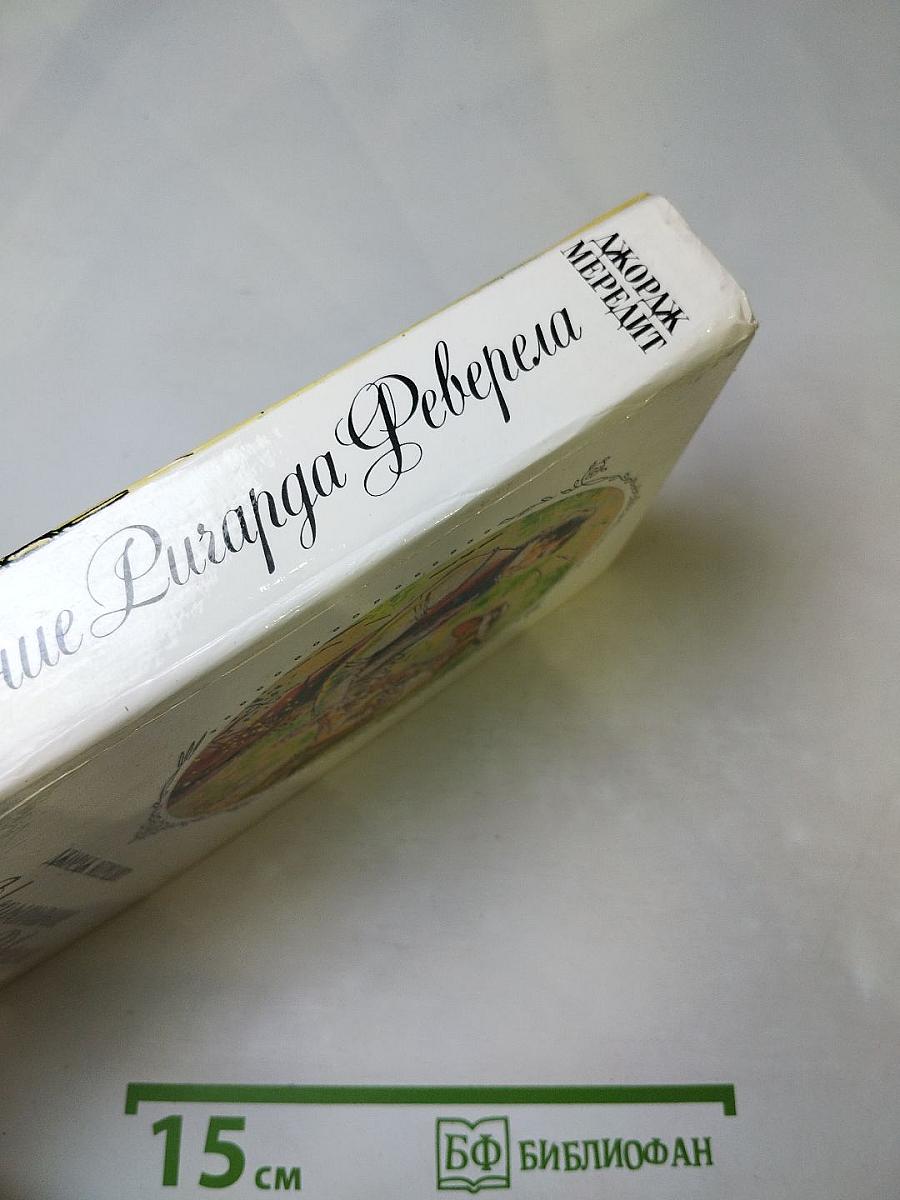 ДЖОРДЖ
МЕРЕДИТ
ние Ричарда Феверела
15 см
БФ БИБЛИОФАН